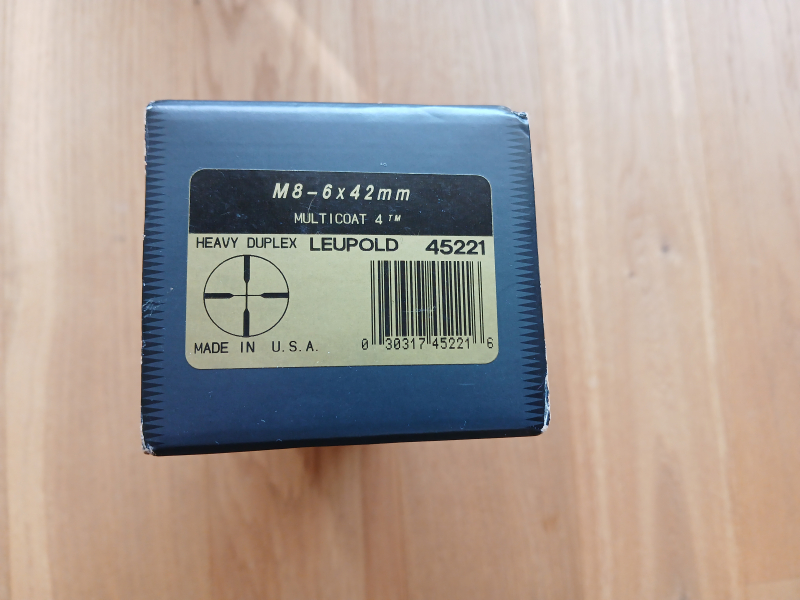 M8-6x42mm
MULTICOAT 4™
HEAVY DUPLEX LEUPOLD 45221
MADE IN U.S.A.
0 30317 45221 6